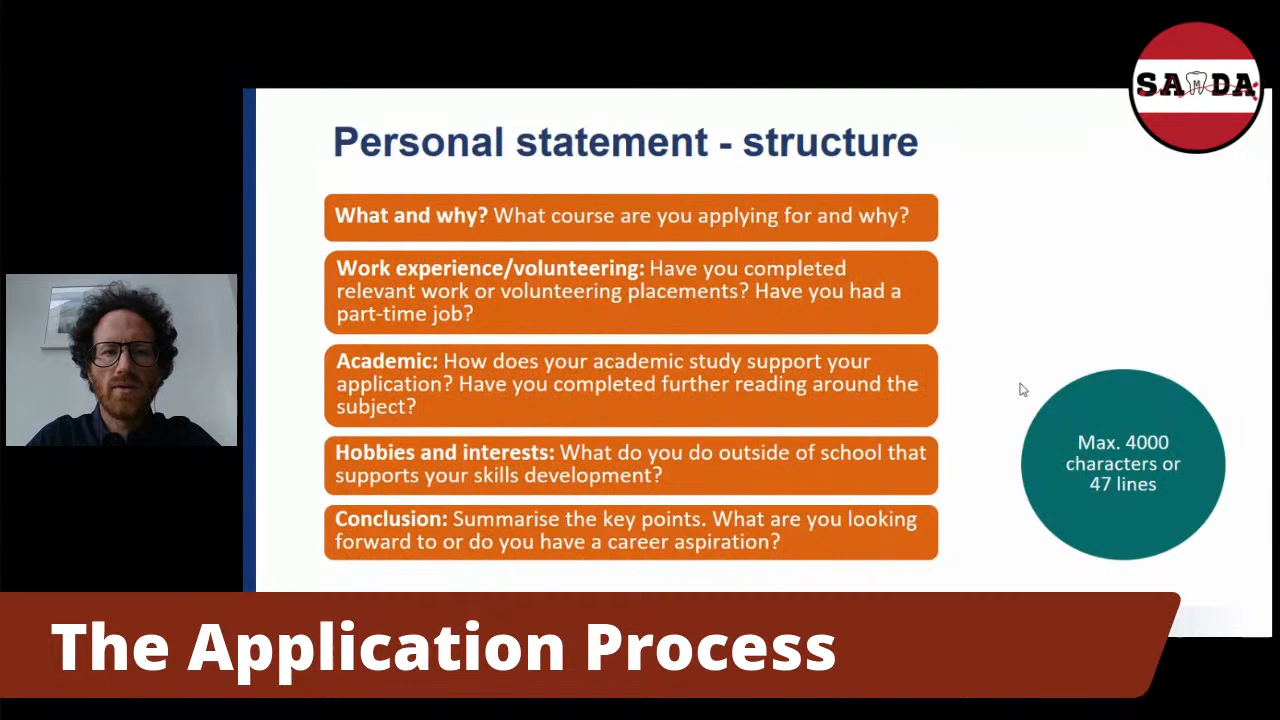 SAMDA
Personal statement - structure
What and why? What course are you applying for and why?
Work experience/volunteering: Have you completed
relevant work or volunteering placements? Have you had a
part-time job?
Academic: How does your academic study support your
application? Have you completed further reading around the
subject?
Hobbies and interests: What do you do outside of school that
supports your skills development?
Conclusion: Summarise the key points. What are you looking
forward to or do you have a career aspiration?
Max. 4000
characters or
47 lines
The Application Process